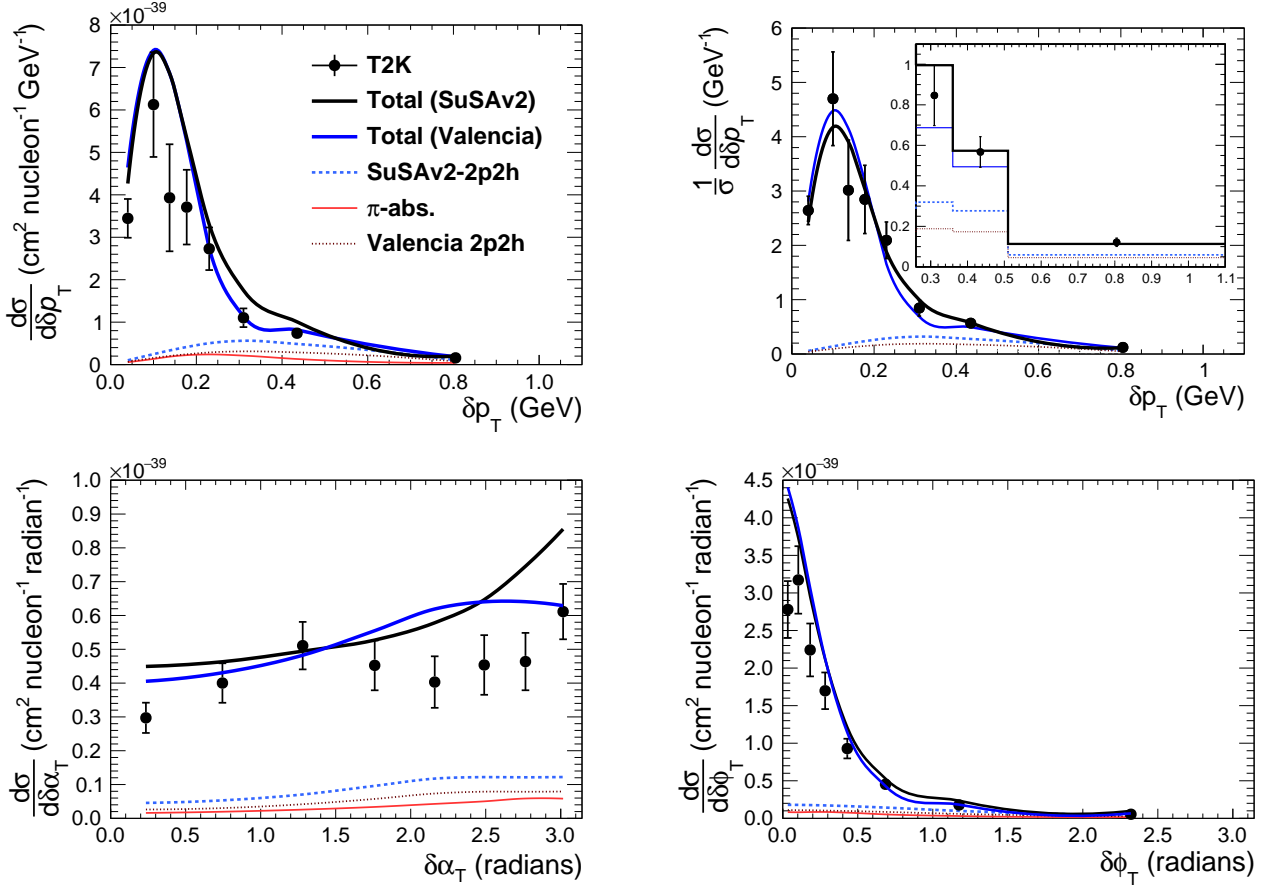 ×10⁻³⁹
dσ/dδp_T (cm² nucleon⁻¹ GeV⁻¹)
8
7
6
5
4
3
2
1
0
0.0 0.2 0.4 0.6 0.8 1.0
δp_T (GeV)
T2K
Total (SuSAv2)
Total (Valencia)
SuSAv2-2p2h
π-abs.
Valencia 2p2h
1/σ dσ/dδp_T (GeV⁻¹)
6
5
4
3
2
1
0
0 0.2 0.4 0.6 0.8 1
δp_T (GeV)
1
0.8
0.6
0.4
0.2
0
0.3 0.4 0.5 0.6 0.7 0.8 0.9 1 1.1
×10⁻³⁹
dσ/dδα_T (cm² nucleon⁻¹ radian⁻¹)
1.0
0.9
0.8
0.7
0.6
0.5
0.4
0.3
0.2
0.1
0.0
0.0 0.5 1.0 1.5 2.0 2.5 3.0
δα_T (radians)
×10⁻³⁹
dσ/dδϕ_T (cm² nucleon⁻¹ radian⁻¹)
4.5
4.0
3.5
3.0
2.5
2.0
1.5
1.0
0.5
0.0
0.0 0.5 1.0 1.5 2.0 2.5 3.0
δϕ_T (radians)